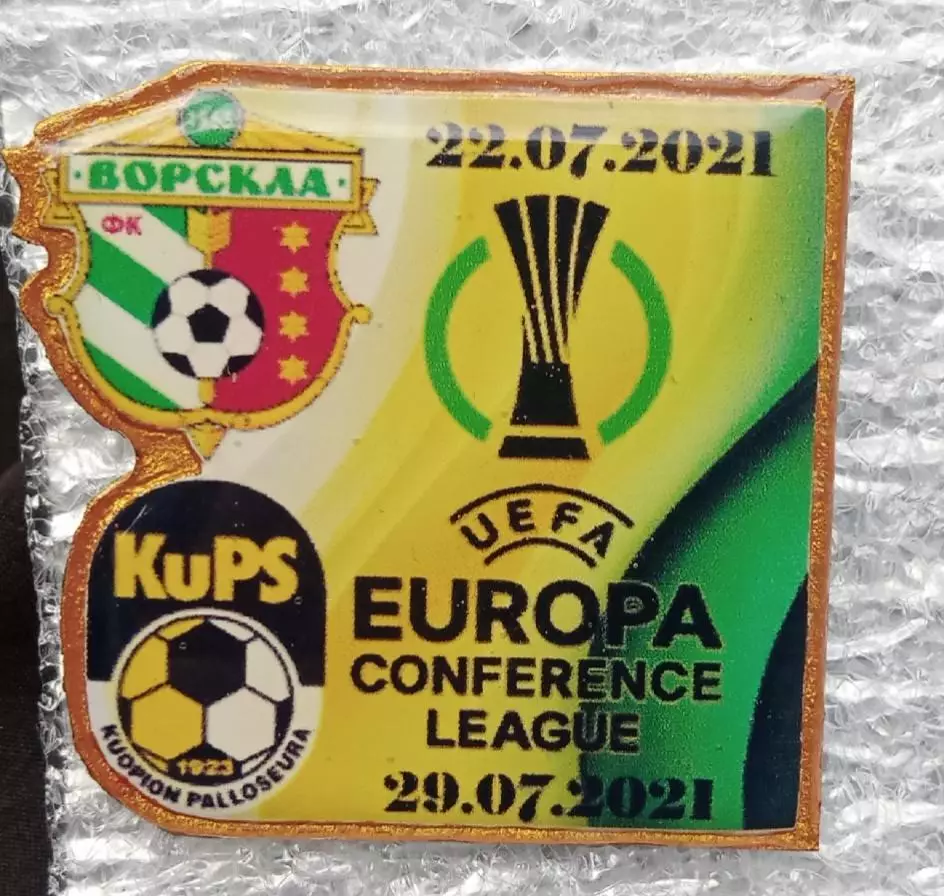 ВОРСКЛА
ФК
22.07.2021
UEFA
EUROPA
CONFERENCE
LEAGUE
29.07.2021
KuPS
1923
KUOPION PALLOSEURA